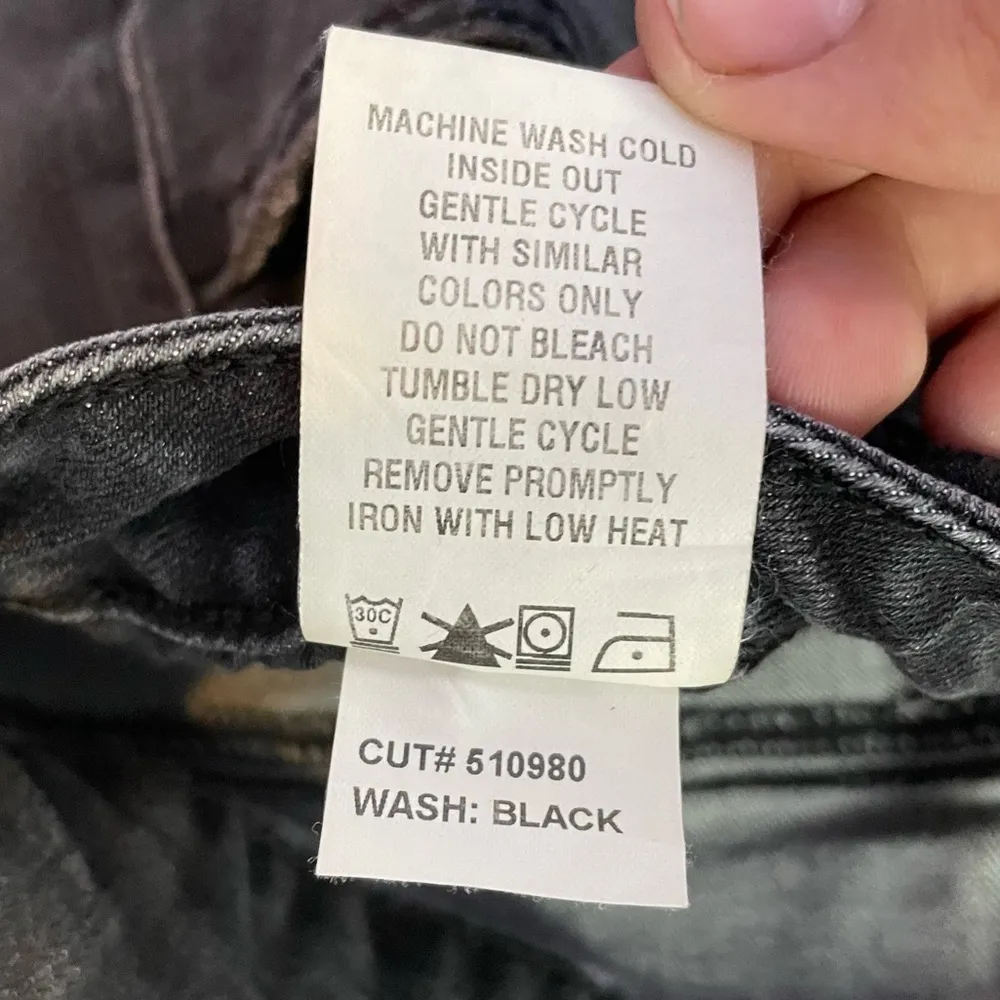 MACHINE WASH COLD
INSIDE OUT
GENTLE CYCLE
WITH SIMILAR
COLORS ONLY
DO NOT BLEACH
TUMBLE DRY LOW
GENTLE CYCLE
REMOVE PROMPTLY
IRON WITH LOW HEAT
30C
CUT# 510980
WASH: BLACK